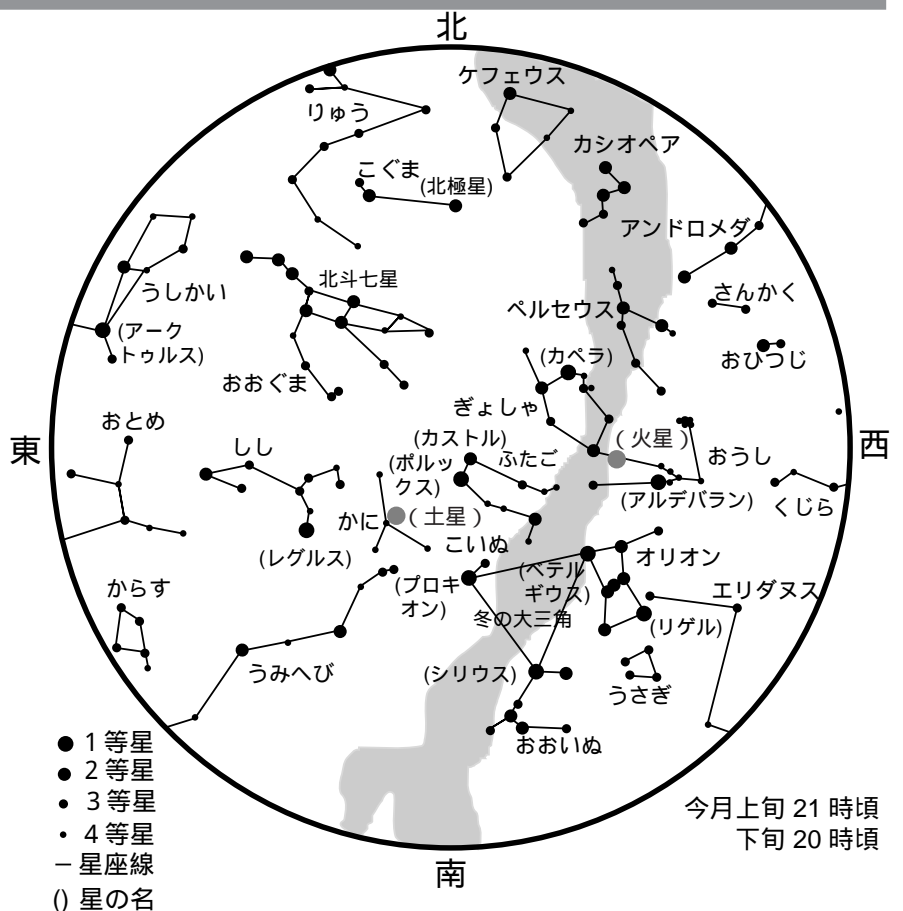 北
ケフェウス
りゅう
カシオペア
こぐま
(北極星)
アンドロメダ
北斗七星
うしかい
さんかく
ペルセウス
(アーク
トゥルス)
(カペラ)
おひつじ
おおぐま
ぎょしゃ
おとめ
(カストル)
(火星)
東
しし
(ポルッ
クス)
ふたご
おうし
西
(アルデバラン)
くじら
かに
(土星)
こいぬ
(レグルス)
オリオン
(ベテル
ギウス)
からす
(プロキ
オン)
エリダヌス
冬の大三角
(リゲル)
うみへび
(シリウス)
うさぎ
おおいぬ
1等星
2等星
3等星
4等星
－星座線
() 星の名
今月上旬 21 時頃
下旬 20 時頃
南